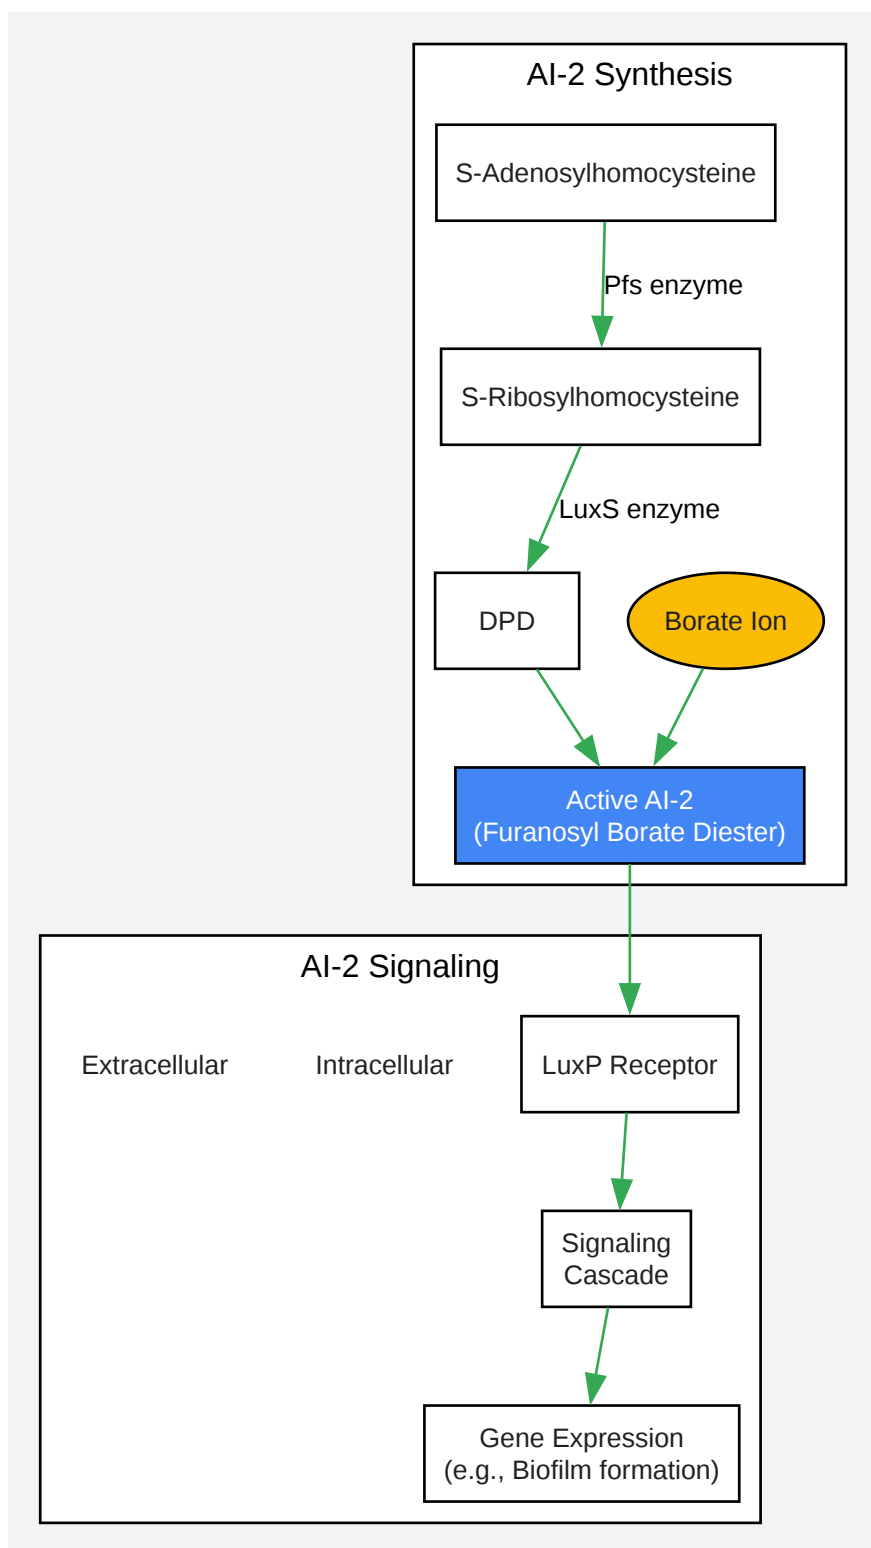 AI-2 Synthesis
S-Adenosylhomocysteine
Pfs enzyme
S-Ribosylhomocysteine
LuxS enzyme
DPD
Borate Ion
Active AI-2
(Furanosyl Borate Diester)
AI-2 Signaling
Extracellular
Intracellular
LuxP Receptor
Signaling
Cascade
Gene Expression
(e.g., Biofilm formation)